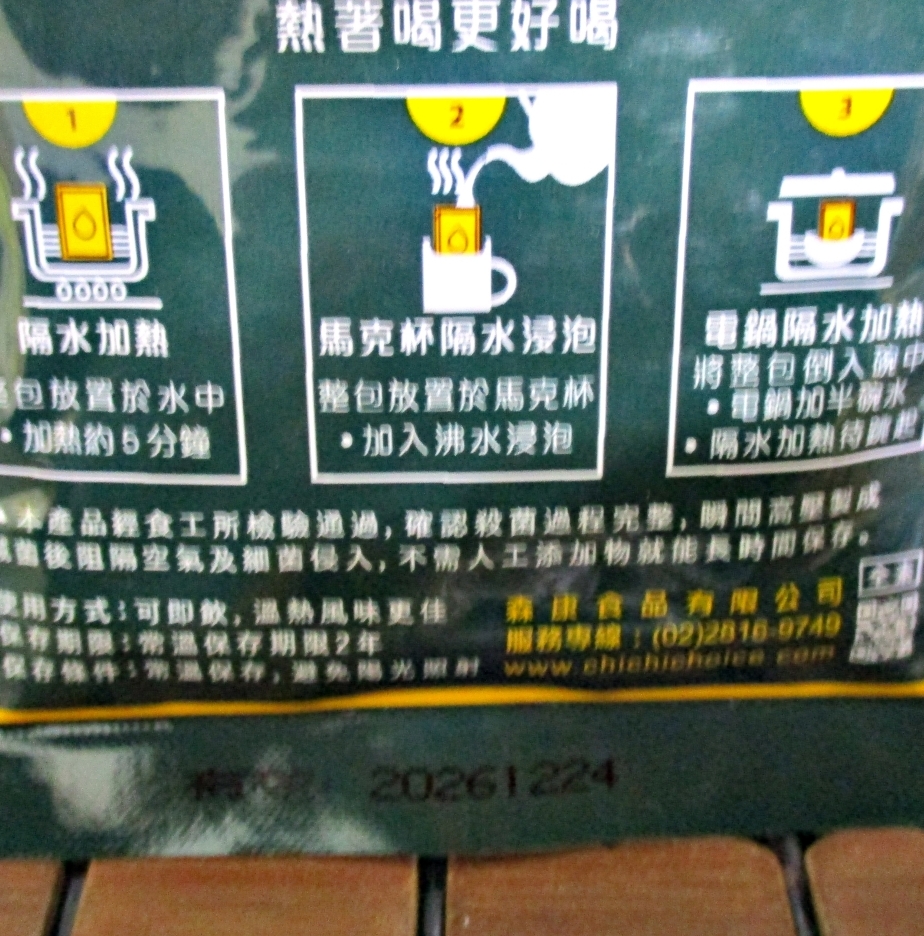 熱著喝更好喝
1
隔水加熱
包放置於水中
•加熱約5分鐘
2
馬克杯隔水浸泡
整包放置於馬克杯
•加入沸水浸泡
3
電鍋隔水加熱
將整包倒入碗中
•電鍋加半碗水
•隔水加熱待跳起
本產品經食工所檢驗通過,確認殺菌過程完整,瞬間高壓製成
後阻隔空氣及細菌侵入,不需人工添加物就能長時間保存。
使用方式:可即飲,溫熱風味更佳
保存期限:常溫保存期限2年
保存條件:常溫保存,避免陽光照射
森康食品有限公司
服務專線:(02)2816-9749
www.chichichoice.com
20261224